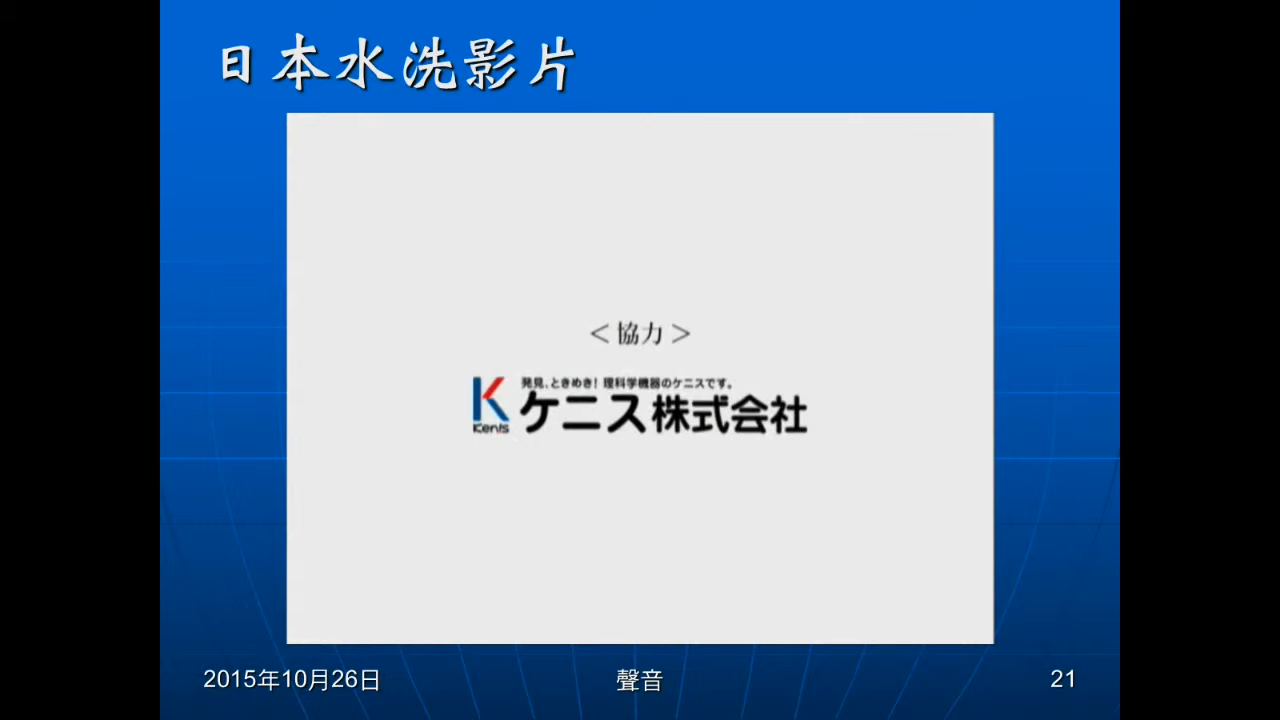 日本水洗影片
＜協力＞
発見、ときめき！理科学機器のケニスです。
Kenis
ケニス株式会社
2015年10月26日
聲音
21